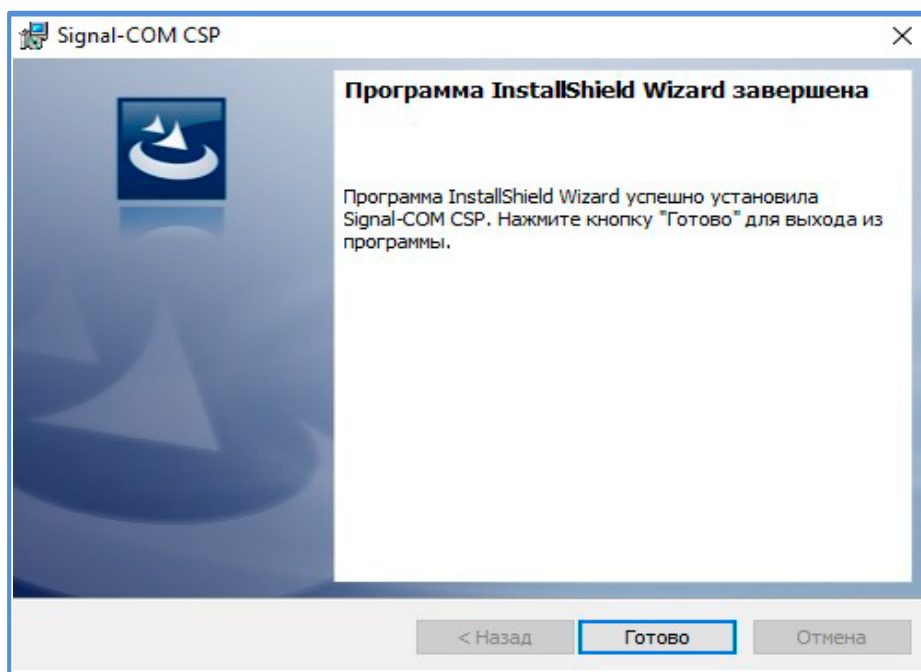 Signal-COM CSP
Программа InstallShield Wizard завершена
Программа InstallShield Wizard успешно установила
Signal-COM CSP. Нажмите кнопку "Готово" для выхода из
программы.
< Назад
Готово
Отмена